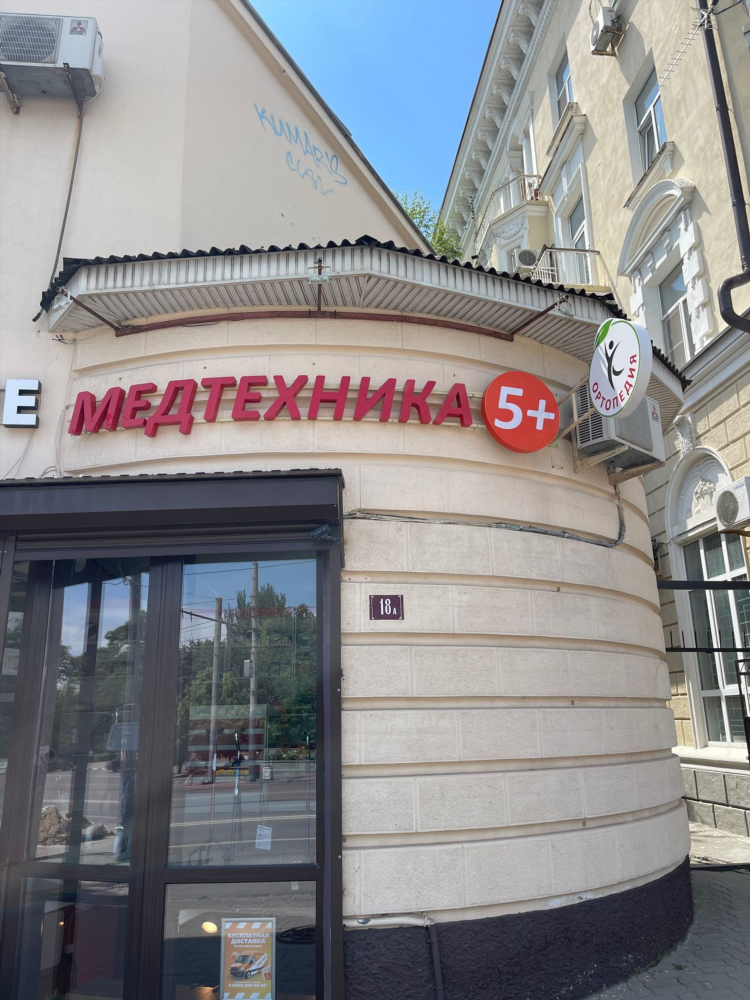 Е МЕДТЕХНИКА 5+
ОРТОПЕДИЯ
18А
БЕСПЛАТНАЯ
ДОСТАВКА